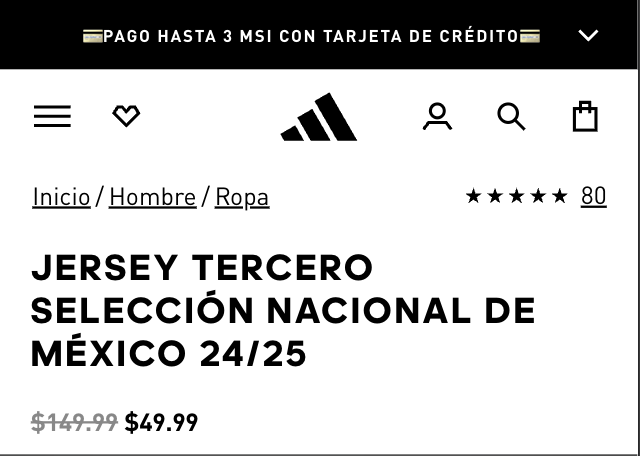 💳PAGO HASTA 3 MSI CON TARJETA DE CRÉDITO💳
Inicio / Hombre / Ropa ★★★★★ 80
JERSEY TERCERO
SELECCIÓN NACIONAL DE
MÉXICO 24/25
$149.99 $49.99